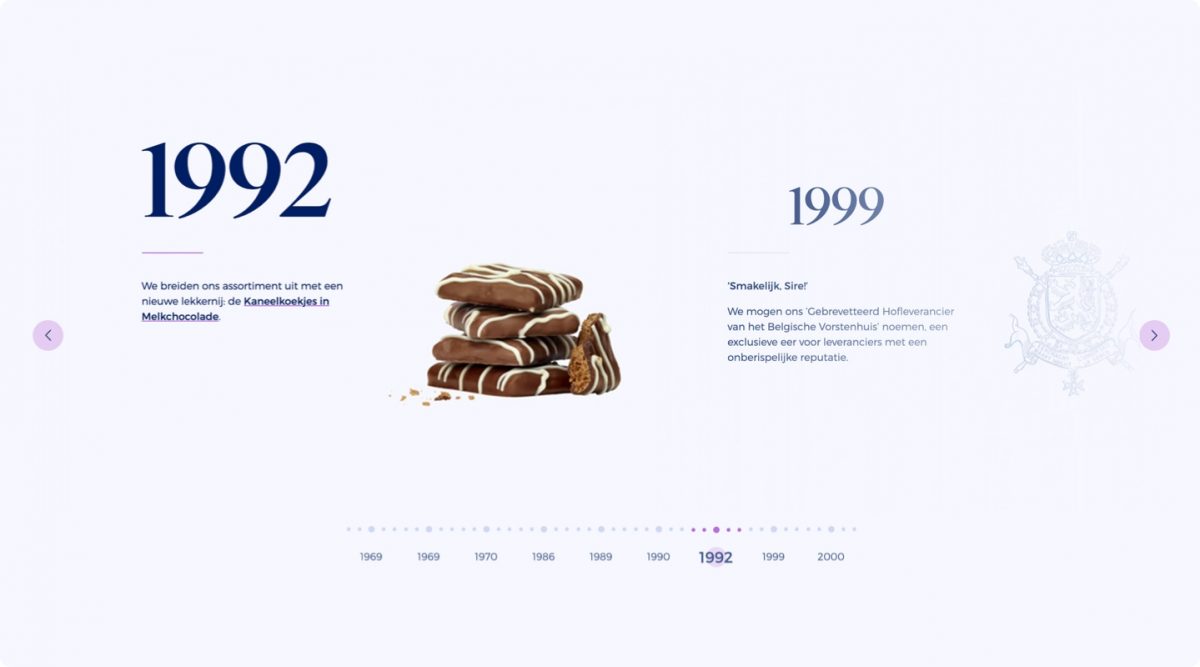 1992
We breiden ons assortiment uit met een
nieuwe lekkernij: de Kaneelkoekjes in
Melkchocolade.
1999
'Smakelijk, Sire!'
We mogen ons 'Gebrevetteerd Hofleverancier
van het Belgische Vorstenhuis' noemen, een
exclusieve eer voor leveranciers met een
onberispelijke reputatie.
1969 1969 1970 1986 1989 1990 1992 1999 2000